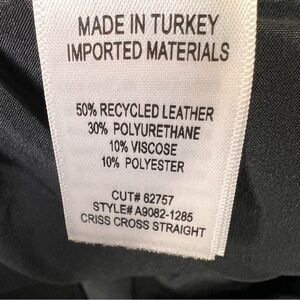 MADE IN TURKEY
IMPORTED MATERIALS
50% RECYCLED LEATHER
30% POLYURETHANE
10% VISCOSE
10% POLYESTER
CUT# 62757
STYLE# A9082-1285
CRISS CROSS STRAIGHT